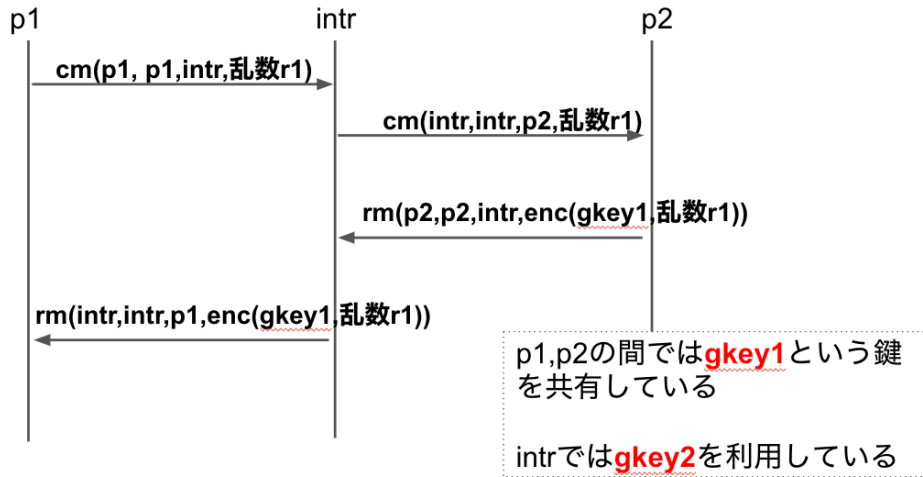 p1 intr p2
cm(p1, p1,intr,乱数r1)
cm(intr,intr,p2,乱数r1)
rm(p2,p2,intr,enc(gkey1,乱数r1))
rm(intr,intr,p1,enc(gkey1,乱数r1))
p1,p2の間ではgkey1という鍵
を共有している
intrではgkey2を利用している